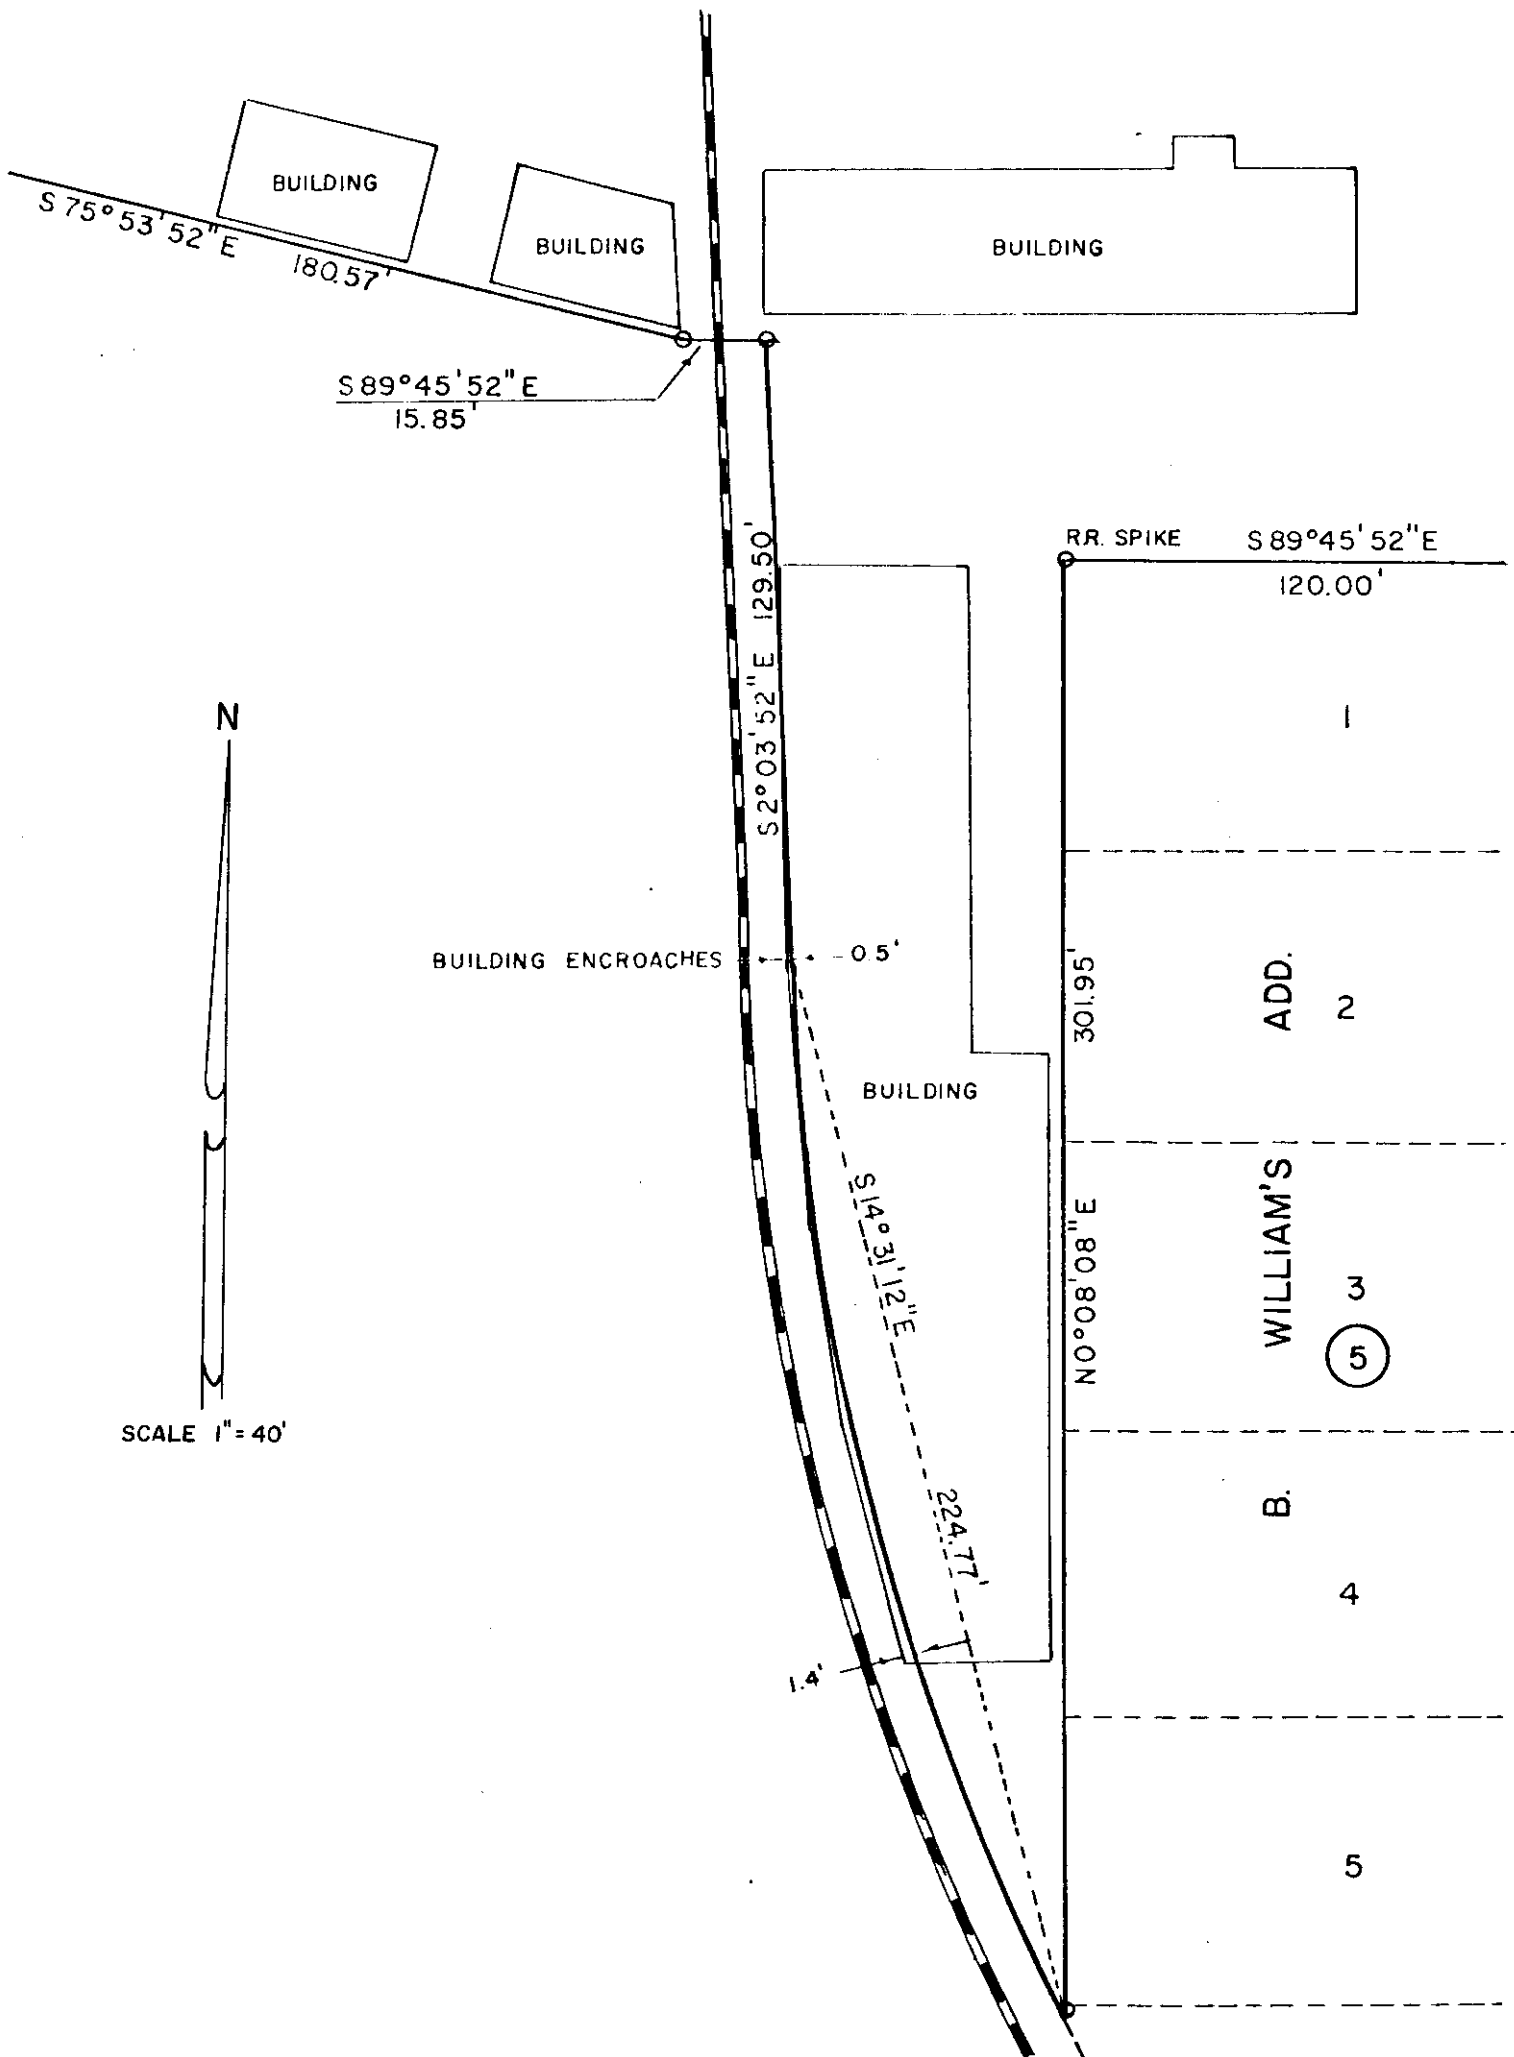 BUILDING
S 75° 53' 52" E
180.57'
BUILDING
BUILDING
S 89° 45' 52" E
15.85'
S 2° 03' 52" E 129.50'
R.R. SPIKE
S 89° 45' 52" E
120.00'
N
1
BUILDING ENCROACHES
0.5'
301.95'
N 0° 08' 08" E
B. WILLIAM'S ADD.
2
BUILDING
S 14° 31' 12" E
224.77'
3
5
SCALE 1" = 40'
4
1.4'
5